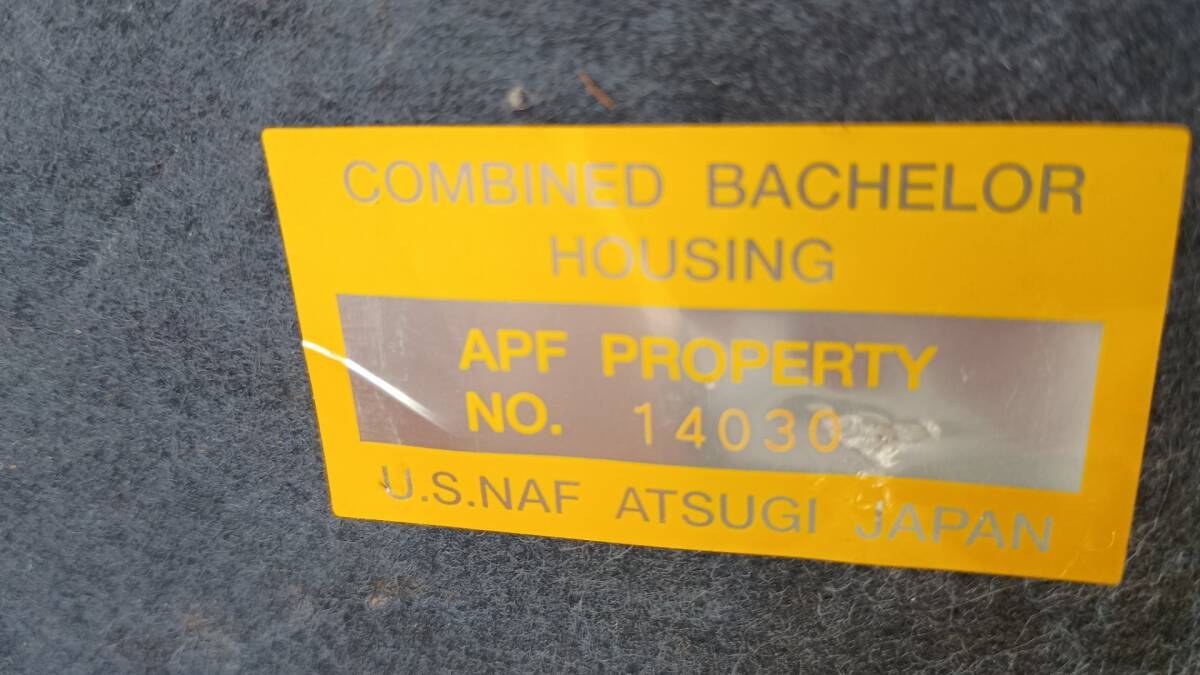 COMBINED BACHELOR
HOUSING
APF PROPERTY
NO. 14030
U.S.NAF ATSUGI JAPAN